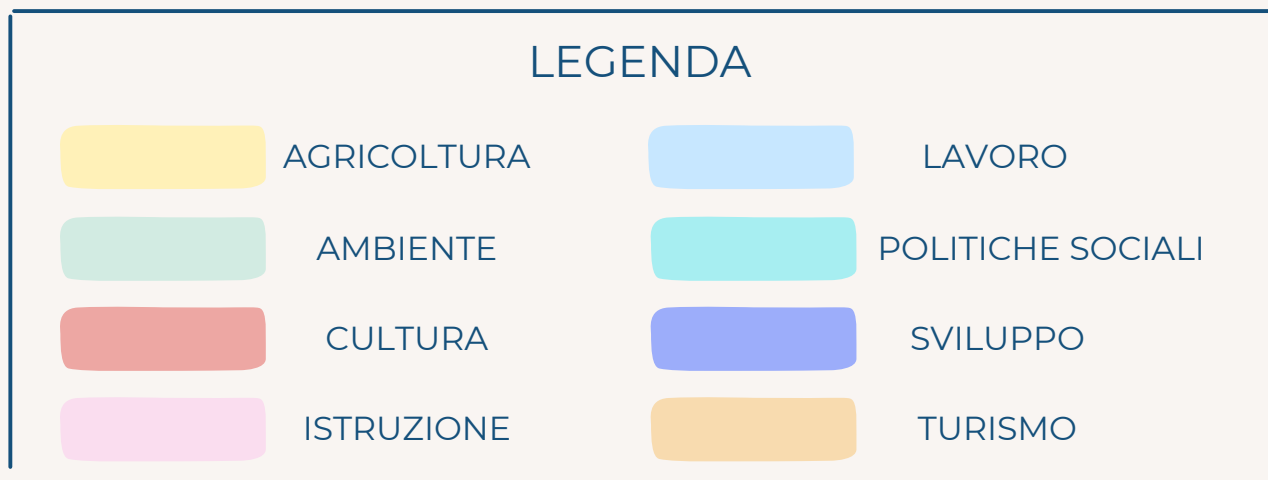 LEGENDA
AGRICOLTURA
AMBIENTE
CULTURA
ISTRUZIONE
LAVORO
POLITICHE SOCIALI
SVILUPPO
TURISMO